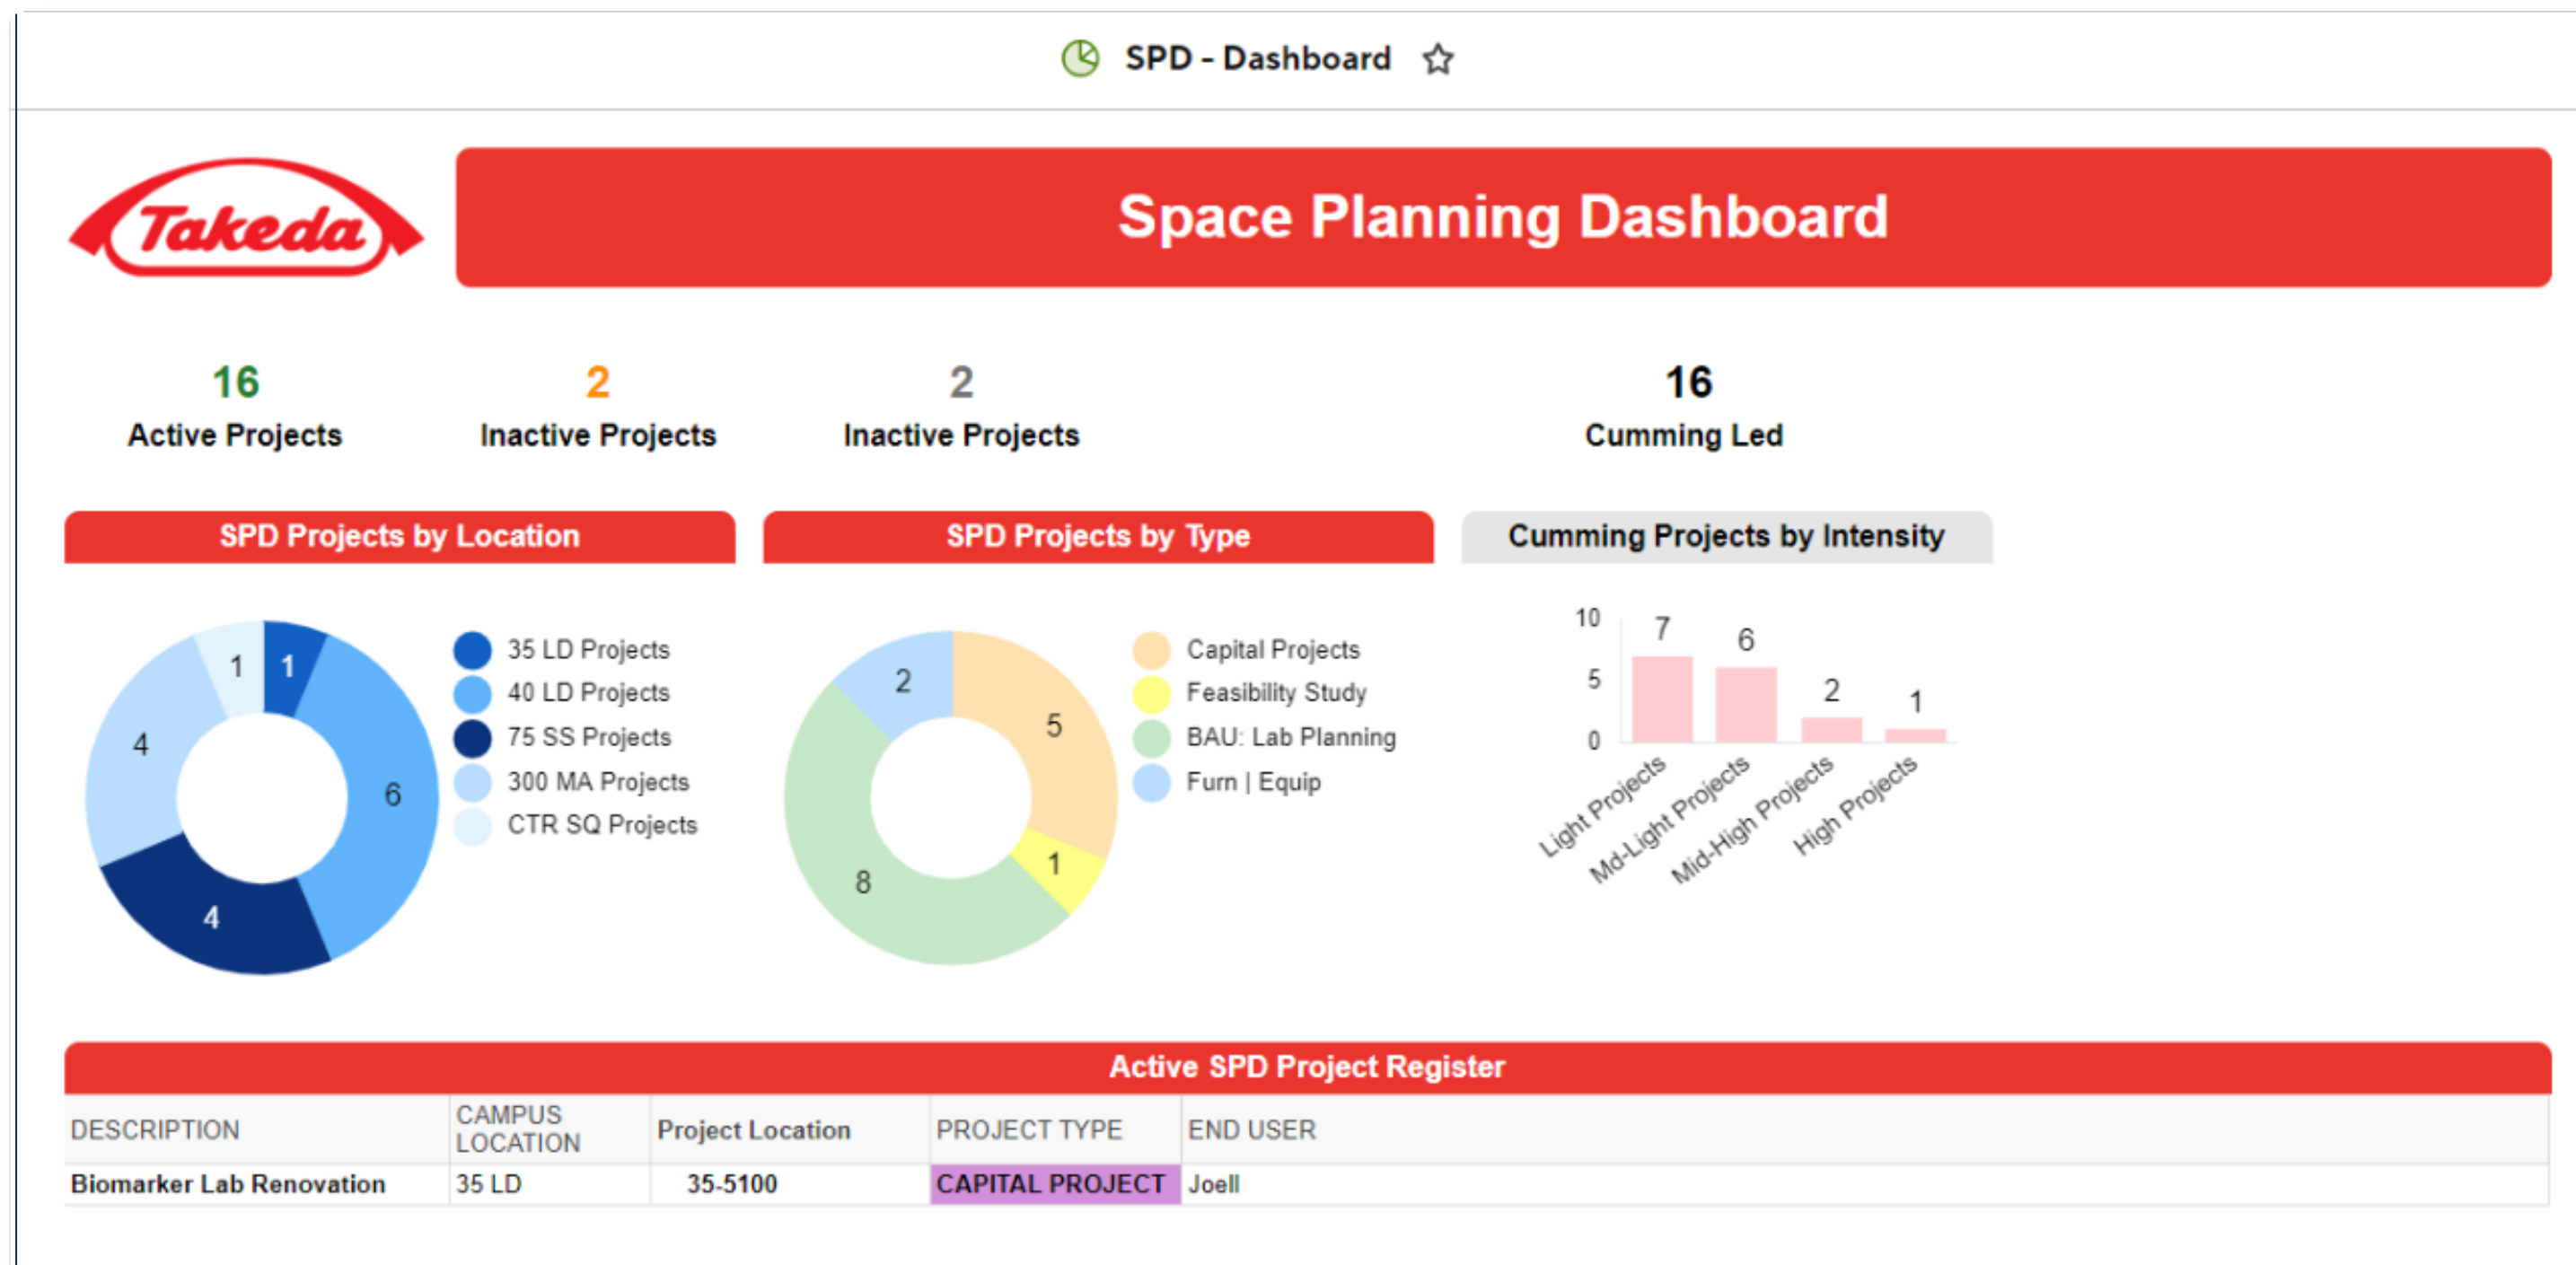 SPD - Dashboard
Takeda
Space Planning Dashboard
16
Active Projects
2
Inactive Projects
2
Inactive Projects
16
Cumming Led
SPD Projects by Location
1
6
4
4
1
35 LD Projects
40 LD Projects
75 SS Projects
300 MA Projects
CTR SQ Projects
SPD Projects by Type
5
1
8
2
Capital Projects
Feasibility Study
BAU: Lab Planning
Furn | Equip
Cumming Projects by Intensity
10
5
0
7
6
2
1
Light Projects
Md-Light Projects
Mid-High Projects
High Projects
Active SPD Project Register
DESCRIPTION
CAMPUS
LOCATION
Project Location
PROJECT TYPE
END USER
Biomarker Lab Renovation
35 LD
35-5100
CAPITAL PROJECT
Joell